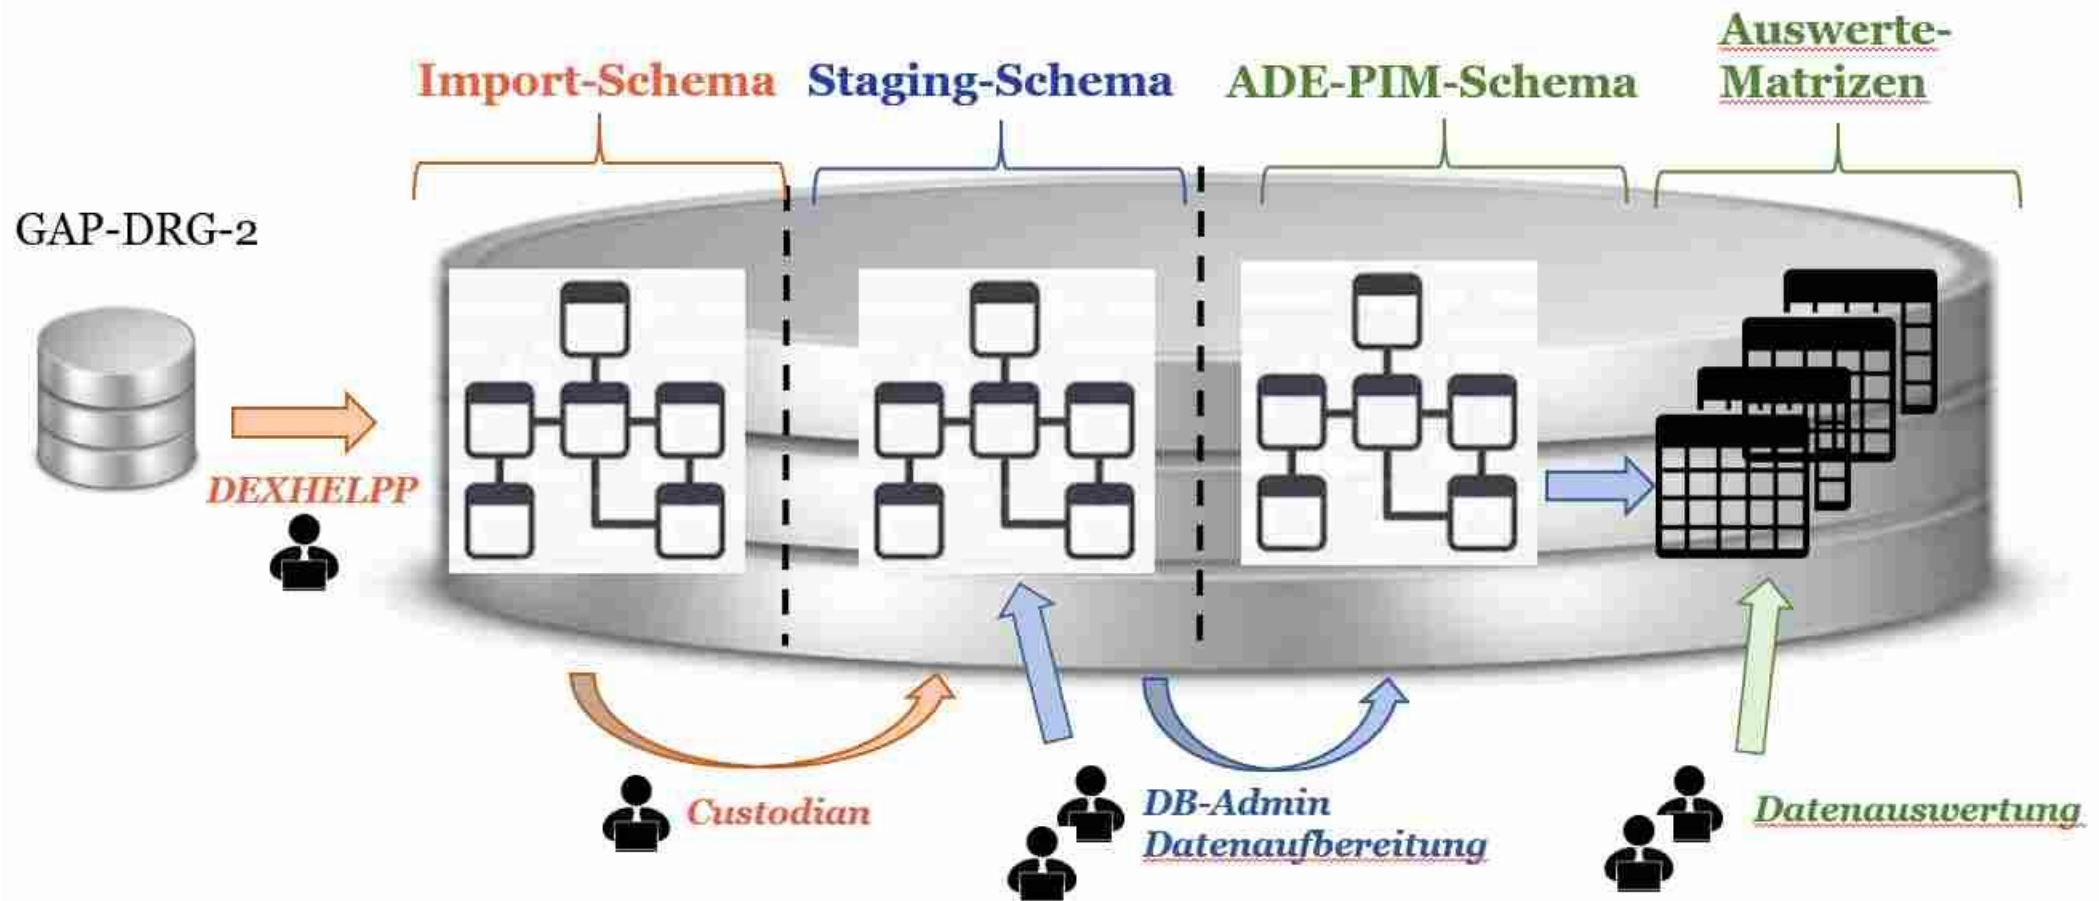 Import-Schema
Staging-Schema
ADE-PIM-Schema
Auswerte-
Matrizen
GAP-DRG-2
DEXHELPP
Custodian
DB-Admin
Datenaufbereitung
Datenauswertung